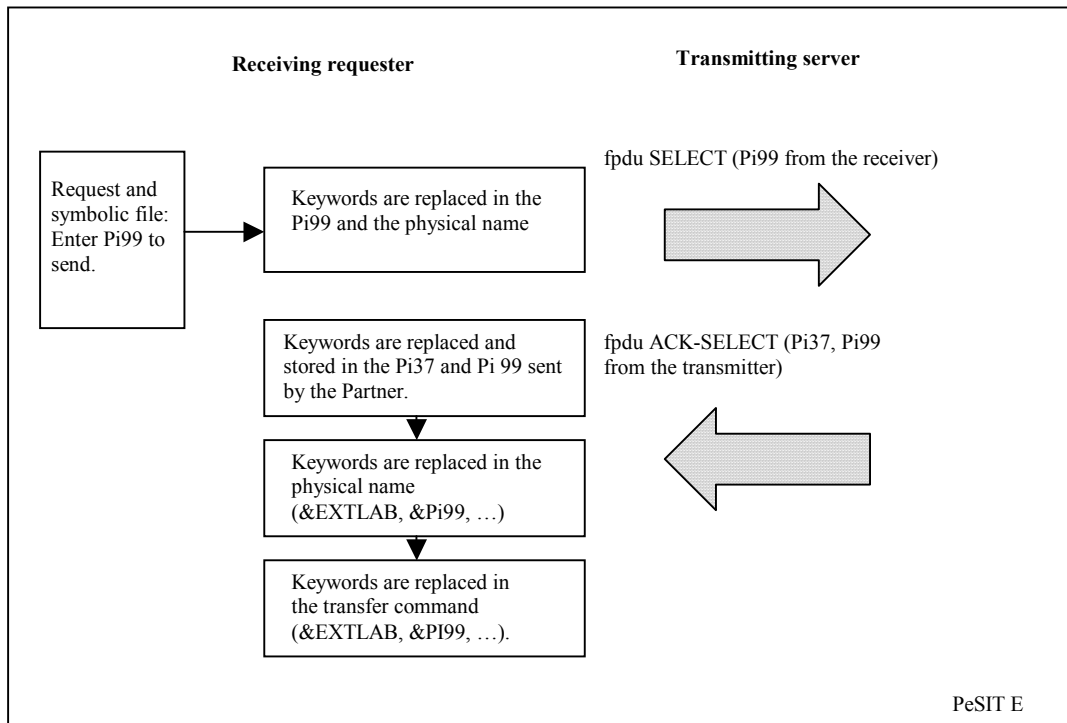 Receiving requester
Transmitting server
Request and
symbolic file:
Enter Pi99 to
send.
Keywords are replaced in the
Pi99 and the physical name
fpdu SELECT (Pi99 from the receiver)
Keywords are replaced and
stored in the Pi37 and Pi 99 sent
by the Partner.
fpdu ACK-SELECT (Pi37, Pi99
from the transmitter)
Keywords are replaced in the
physical name
(&EXTLAB, &Pi99, …)
Keywords are replaced in
the transfer command
(&EXTLAB, &PI99, …).
PeSIT E